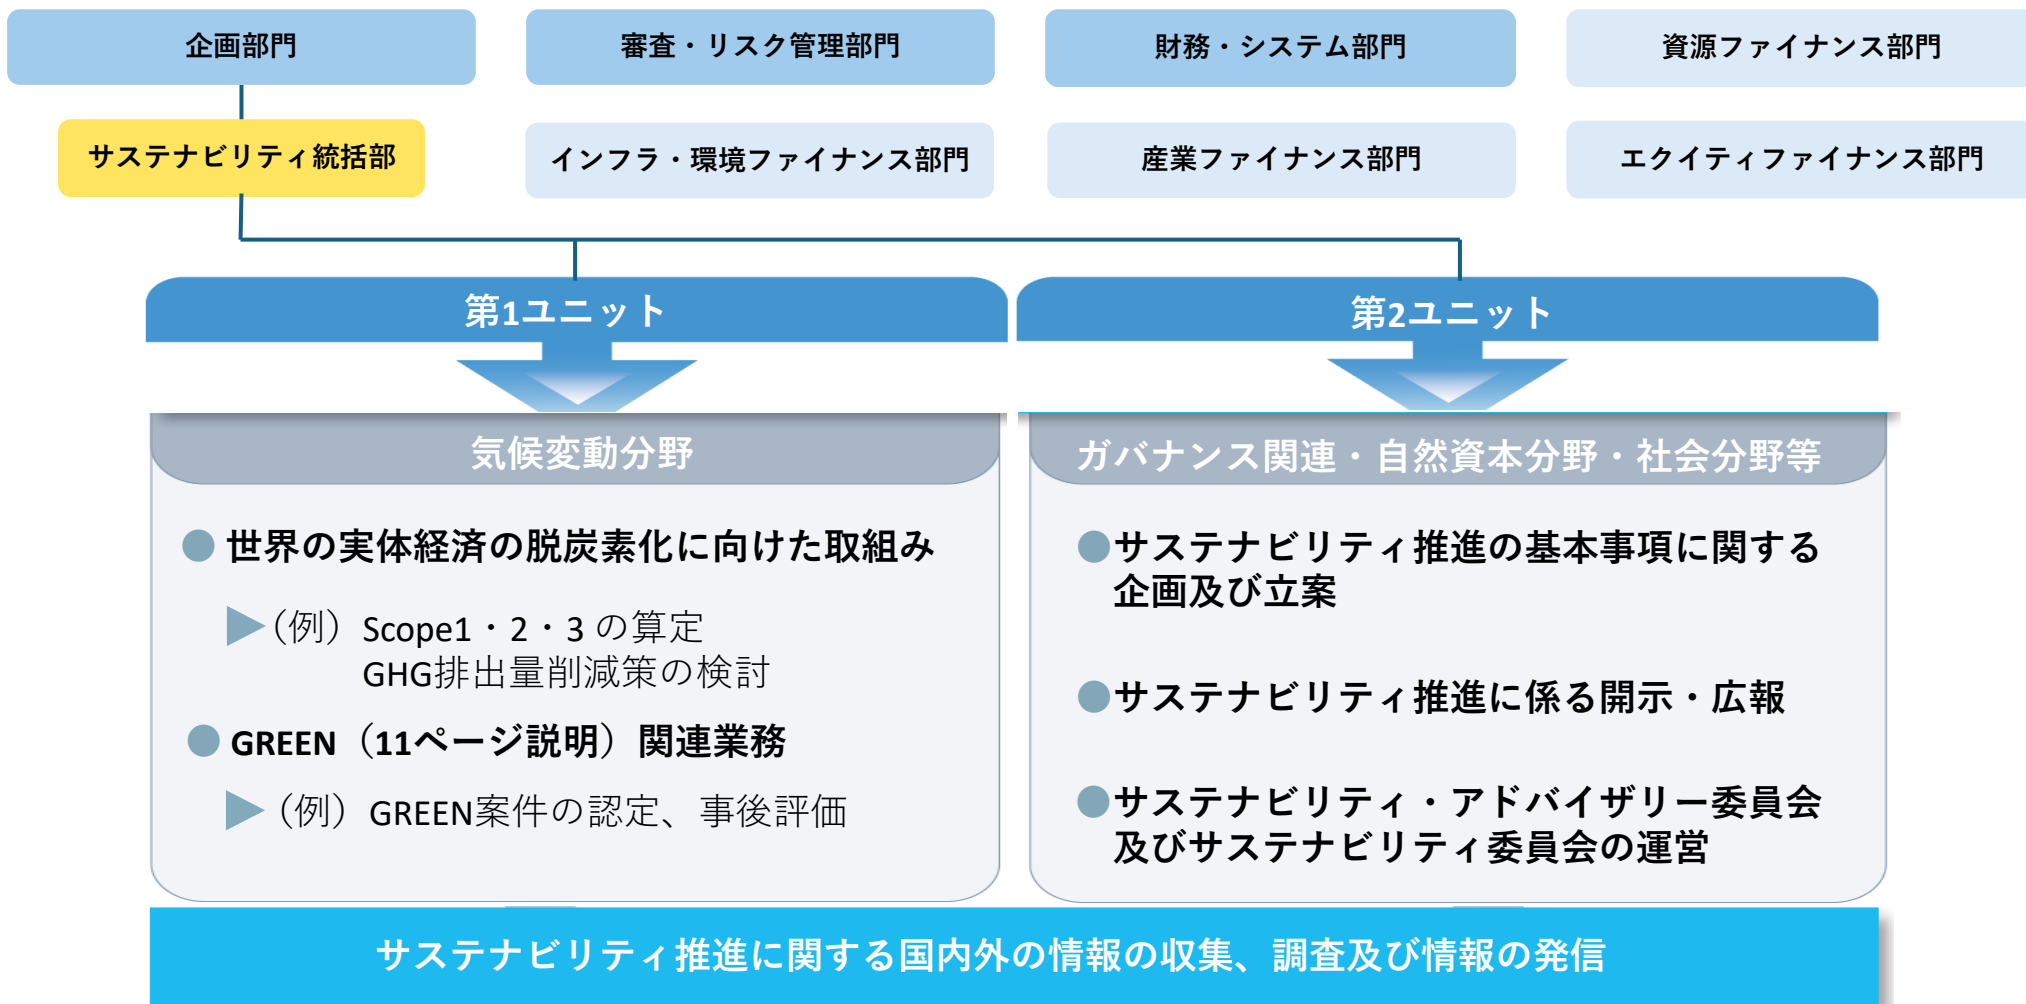 企画部門
審査・リスク管理部門
財務・システム部門
資源ファイナンス部門
サステナビリティ統括部
インフラ・環境ファイナンス部門
産業ファイナンス部門
エクイティファイナンス部門
第1ユニット
第2ユニット
気候変動分野
世界の実体経済の脱炭素化に向けた取組み
（例）Scope1・2・3 の算定
GHG排出量削減策の検討
GREEN（11ページ説明）関連業務
（例）GREEN案件の認定、事後評価
ガバナンス関連・自然資本分野・社会分野等
サステナビリティ推進の基本事項に関する
企画及び立案
サステナビリティ推進に係る開示・広報
サステナビリティ・アドバイザリー委員会
及びサステナビリティ委員会の運営
サステナビリティ推進に関する国内外の情報の収集、調査及び情報の発信